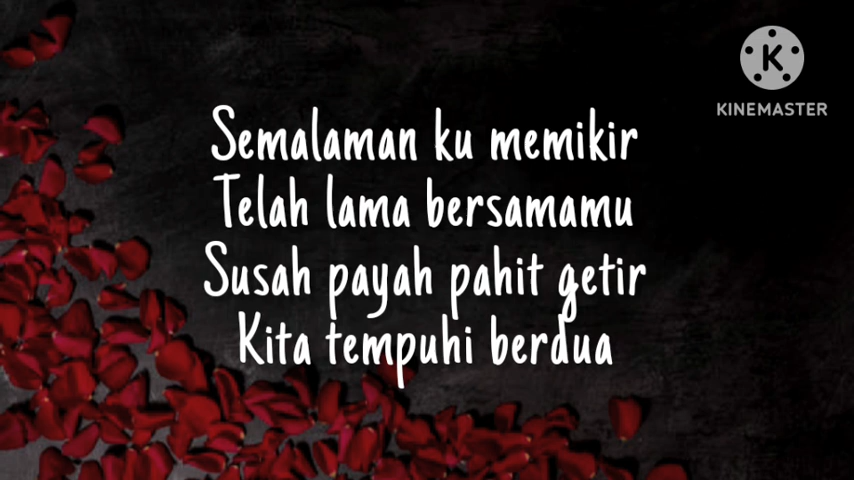 KINEMASTER
Semalaman ku memikir
Telah lama bersamamu
Susah payah pahit getir
Kita tempuhi berdua